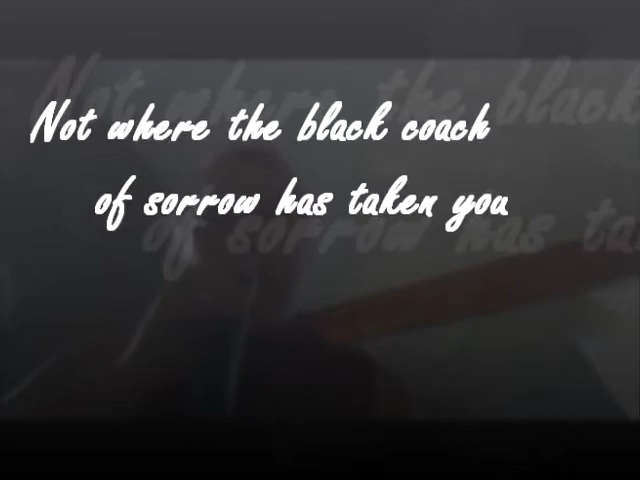 Not where the black coach
of sorrow has taken you